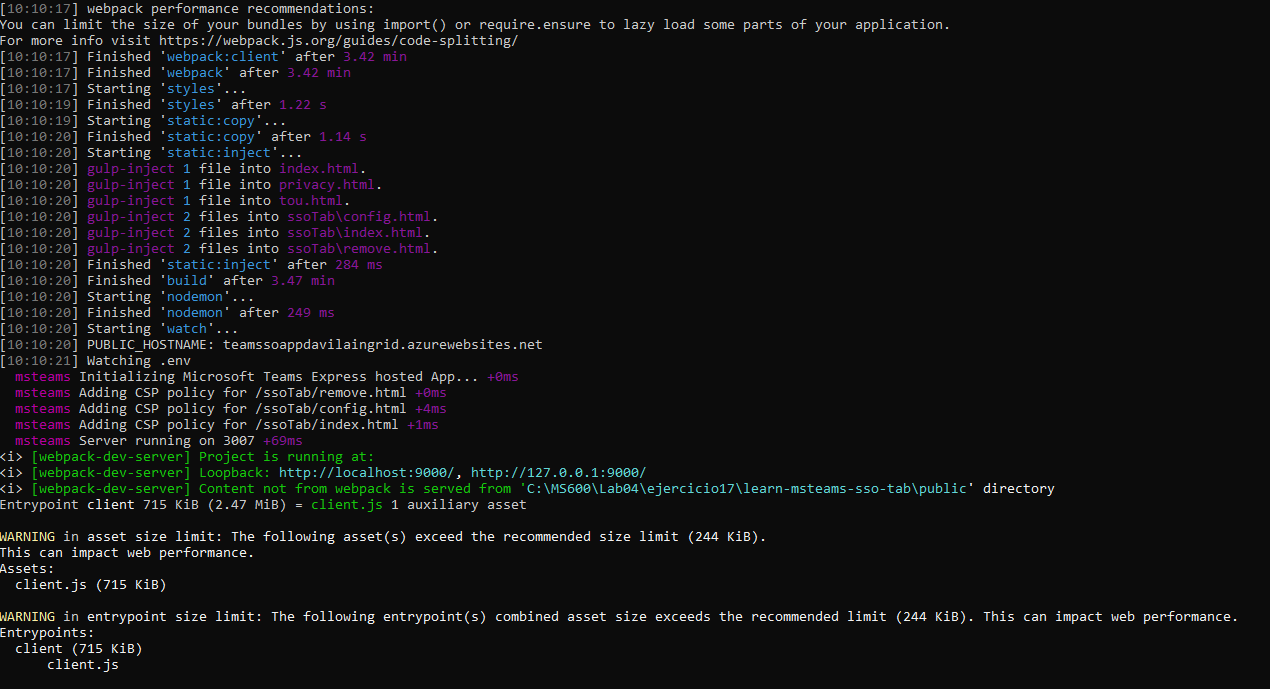 [10:10:17] webpack performance recommendations:
You can limit the size of your bundles by using import() or require.ensure to lazy load some parts of your application.
For more info visit https://webpack.js.org/guides/code-splitting/
[10:10:17] Finished 'webpack:client' after 3.42 min
[10:10:17] Finished 'webpack' after 3.42 min
[10:10:17] Starting 'styles'...
[10:10:19] Finished 'styles' after 1.22 s
[10:10:19] Starting 'static:copy'...
[10:10:20] Finished 'static:copy' after 1.14 s
[10:10:20] Starting 'static:inject'...
[10:10:20] gulp-inject 1 file into index.html.
[10:10:20] gulp-inject 1 file into privacy.html.
[10:10:20] gulp-inject 1 file into tou.html.
[10:10:20] gulp-inject 2 files into ssoTab\config.html.
[10:10:20] gulp-inject 2 files into ssoTab\index.html.
[10:10:20] gulp-inject 2 files into ssoTab\remove.html.
[10:10:20] Finished 'static:inject' after 284 ms
[10:10:20] Finished 'build' after 3.47 min
[10:10:20] Starting 'nodemon'...
[10:10:20] Finished 'nodemon' after 249 ms
[10:10:20] Starting 'watch'...
[10:10:20] PUBLIC_HOSTNAME: teamssoappdavilaingrid.azurewebsites.net
[10:10:21] Watching .env
  msteams Initializing Microsoft Teams Express hosted App... +0ms
  msteams Adding CSP policy for /ssoTab/remove.html +0ms
  msteams Adding CSP policy for /ssoTab/config.html +4ms
  msteams Adding CSP policy for /ssoTab/index.html +1ms
  msteams Server running on 3007 +69ms
<i> [webpack-dev-server] Project is running at:
<i> [webpack-dev-server] Loopback: http://localhost:9000/, http://127.0.0.1:9000/
<i> [webpack-dev-server] Content not from webpack is served from 'C:\MS600\Lab04\ejercicio17\learn-msteams-sso-tab\public' directory
Entrypoint client 715 KiB (2.47 MiB) = client.js 1 auxiliary asset
WARNING in asset size limit: The following asset(s) exceed the recommended size limit (244 KiB).
This can impact web performance.
Assets:
  client.js (715 KiB)
WARNING in entrypoint size limit: The following entrypoint(s) combined asset size exceeds the recommended limit (244 KiB). This can impact web performance.
Entrypoints:
  client (715 KiB)
      client.js